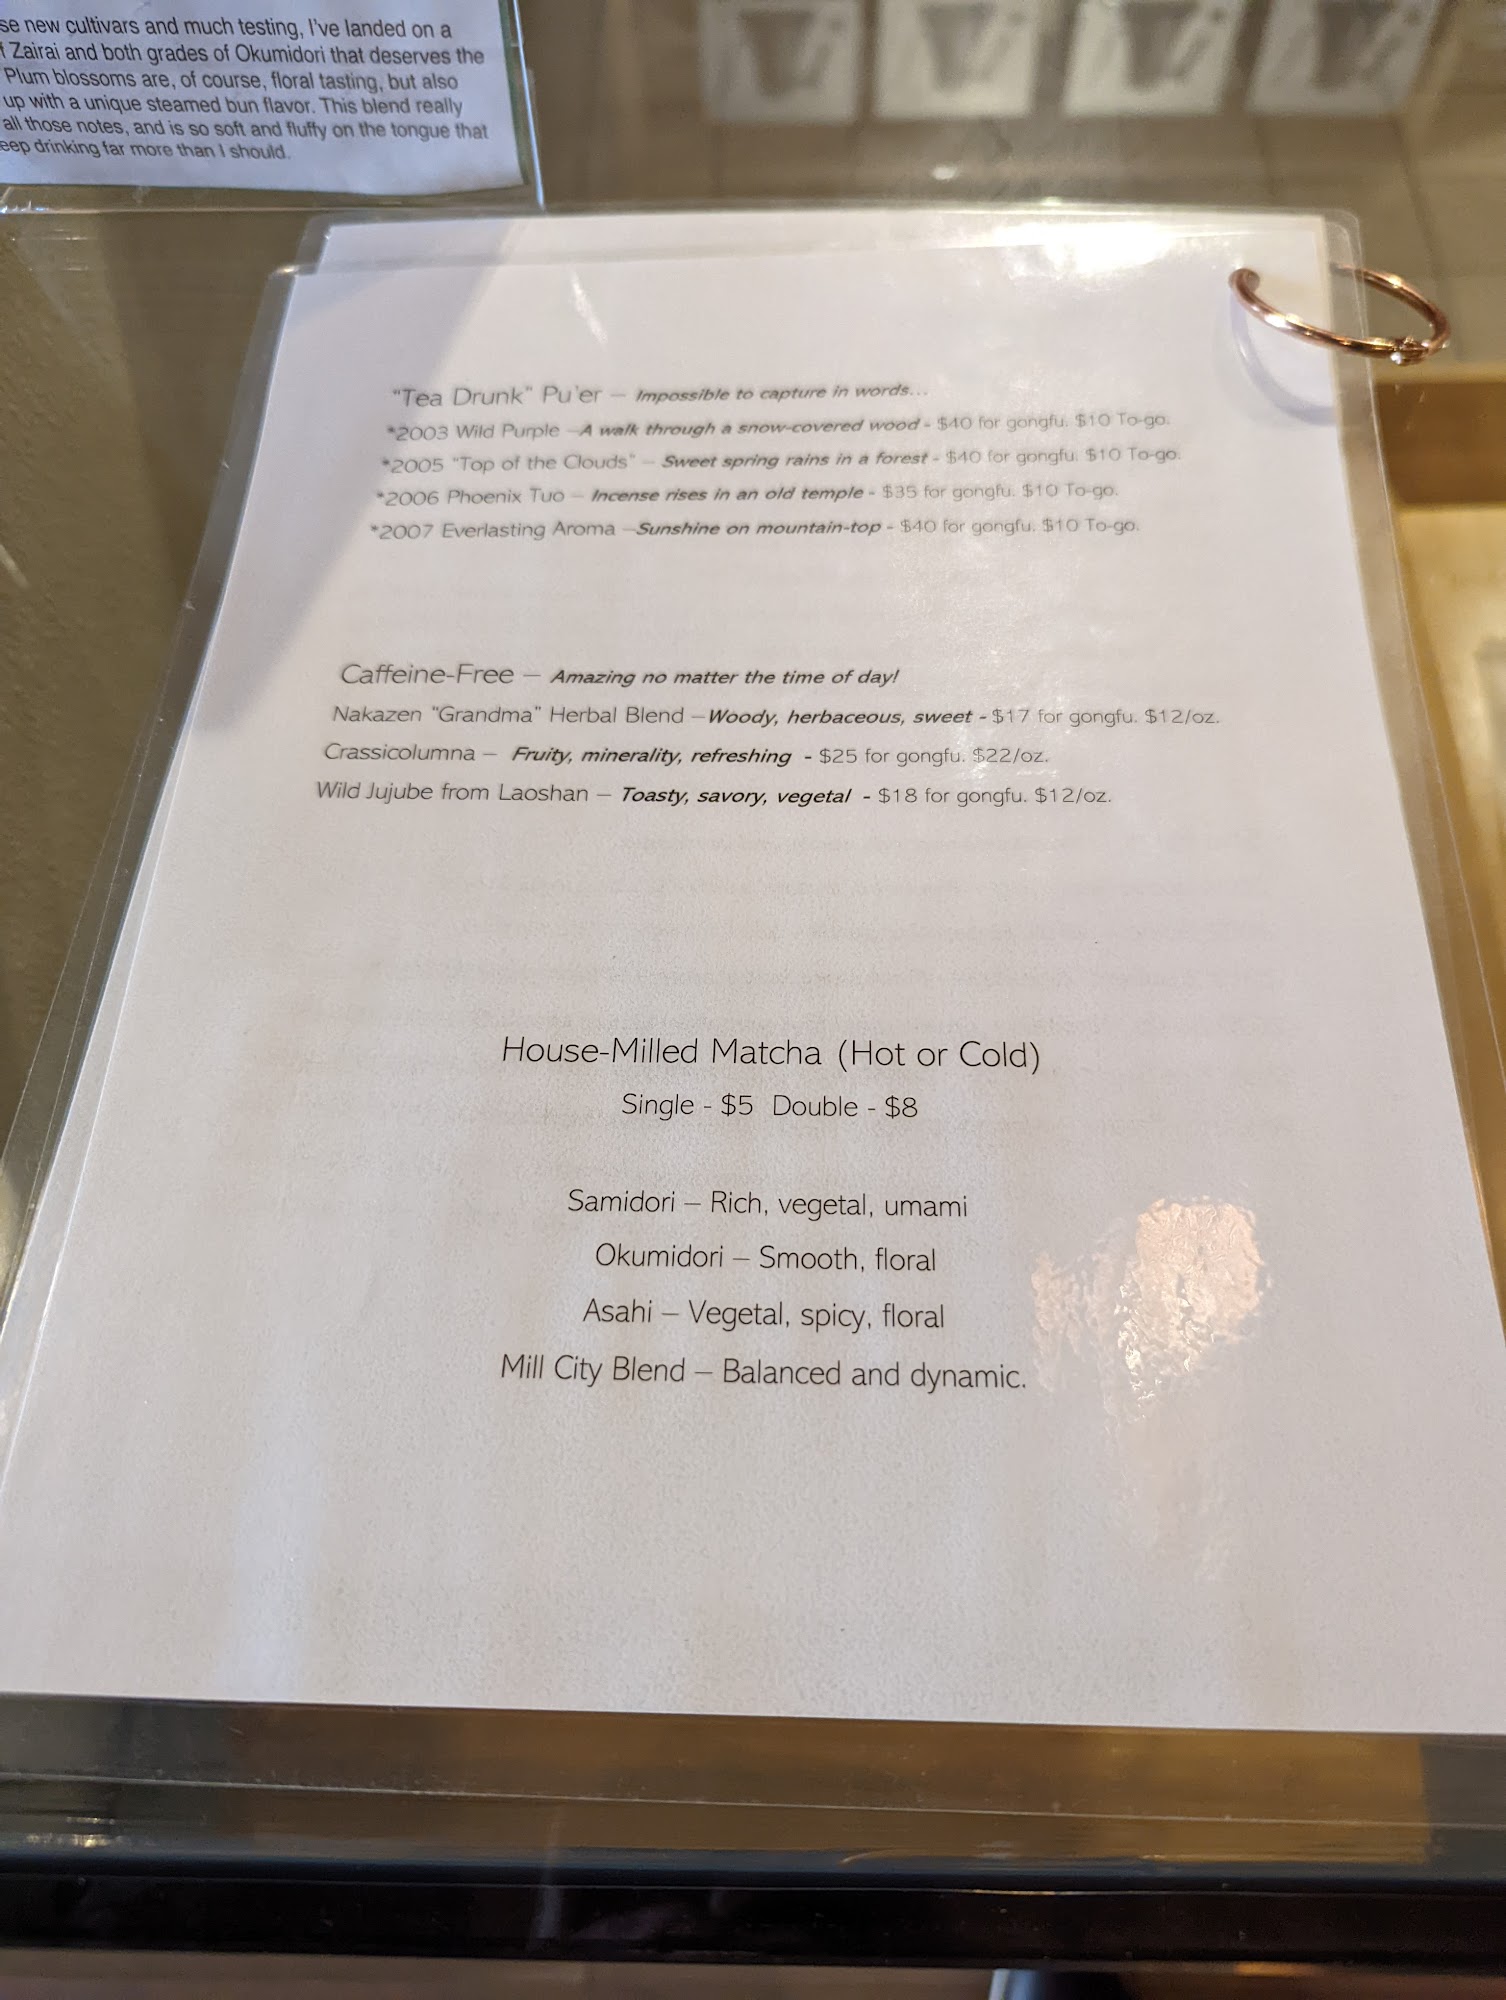 se new cultivars and much testing, I've landed on a
Zairai and both grades of Okumidori that deserves the
Plum blossoms are, of course, floral tasting, but also
up with a unique steamed bun flavor. This blend really
all those notes, and is so soft and fluffy on the tongue that
eep drinking far more than I should.
"Tea Drunk" Pu'er – Impossible to capture in words...
*2003 Wild Purple –A walk through a snow-covered wood - $40 for gongfu. $10 To-go.
*2005 "Top of the Clouds" – Sweet spring rains in a forest - $40 for gongfu. $10 To-go.
*2006 Phoenix Tuo – Incense rises in an old temple - $35 for gongfu. $10 To-go.
*2007 Everlasting Aroma –Sunshine on mountain-top - $40 for gongfu. $10 To-go.
Caffeine-Free – Amazing no matter the time of day!
Nakazen "Grandma" Herbal Blend –Woody, herbaceous, sweet - $17 for gongfu. $12/oz.
Crassicolumna – Fruity, minerality, refreshing - $25 for gongfu. $22/oz.
Wild Jujube from Laoshan – Toasty, savory, vegetal - $18 for gongfu. $12/oz.
House-Milled Matcha (Hot or Cold)
Single - $5 Double - $8
Samidori – Rich, vegetal, umami
Okumidori – Smooth, floral
Asahi – Vegetal, spicy, floral
Mill City Blend – Balanced and dynamic.